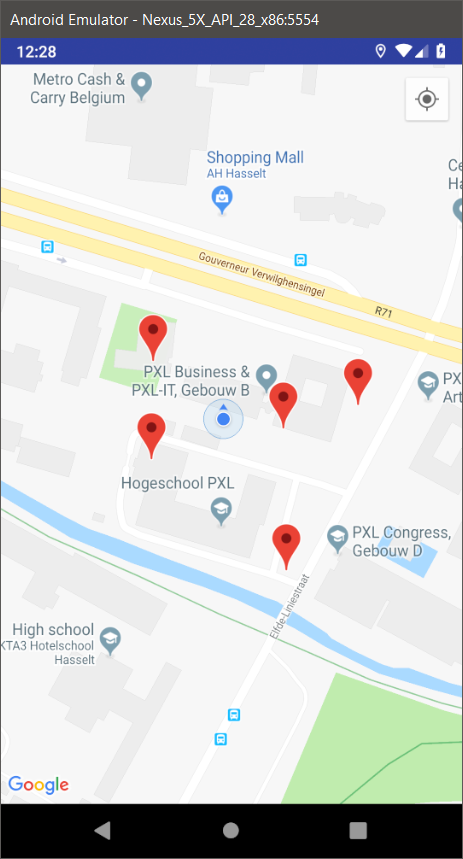 Android Emulator - Nexus_5X_API_28_x86:5554
12:28
Metro Cash &
Carry Belgium
Shopping Mall
AH Hasselt
Ce
Ha
Gouverneur Verwilghensingel
R71
PXL Business &
PXL-IT, Gebouw B
PX
Art
Hogeschool PXL
PXL Congress,
Gebouw D
Elfde-Liniestraat
High school
KTA3 Hotelschool
Hasselt
Google